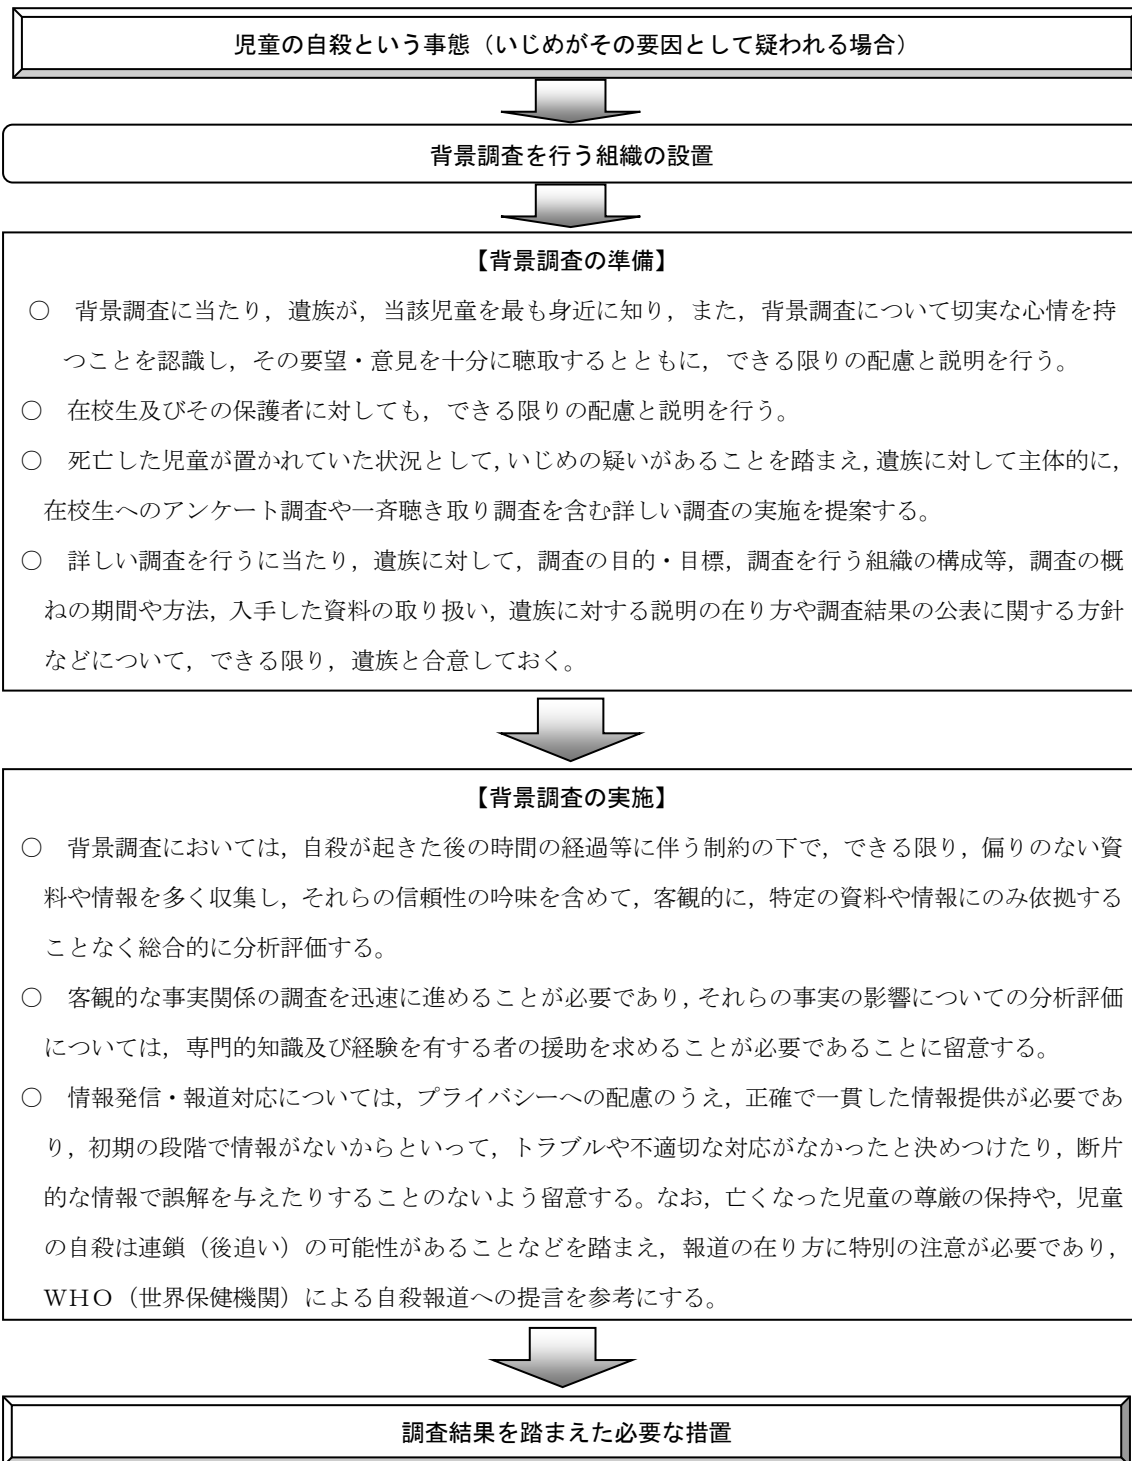 児童の自殺という事態（いじめがその要因として疑われる場合）
背景調査を行う組織の設置
【背景調査の準備】
○　背景調査に当たり，遺族が，当該児童を最も身近に知り，また，背景調査について切実な心情を持
つことを認識し，その要望・意見を十分に聴取するとともに，できる限りの配慮と説明を行う。
○　在校生及びその保護者に対しても，できる限りの配慮と説明を行う。
○　死亡した児童が置かれていた状況として，いじめの疑いがあることを踏まえ，遺族に対して主体的に，
在校生へのアンケート調査や一斉聴き取り調査を含む詳しい調査の実施を提案する。
○　詳しい調査を行うに当たり，遺族に対して，調査の目的・目標，調査を行う組織の構成等，調査の概
ねの期間や方法，入手した資料の取り扱い，遺族に対する説明の在り方や調査結果の公表に関する方針
などについて，できる限り，遺族と合意しておく。
【背景調査の実施】
○　背景調査においては，自殺が起きた後の時間の経過等に伴う制約の下で，できる限り，偏りのない資
料や情報を多く収集し，それらの信頼性の吟味を含めて，客観的に，特定の資料や情報にのみ依拠する
ことなく総合的に分析評価する。
○　客観的な事実関係の調査を迅速に進めることが必要であり，それらの事実の影響についての分析評価
については，専門的知識及び経験を有する者の援助を求めることが必要であることに留意する。
○　情報発信・報道対応については，プライバシーへの配慮のうえ，正確で一貫した情報提供が必要であ
り，初期の段階で情報がないからといって，トラブルや不適切な対応がなかったと決めつけたり，断片
的な情報で誤解を与えたりすることのないよう留意する。なお，亡くなった児童の尊厳の保持や，児童
の自殺は連鎖（後追い）の可能性があることなどを踏まえ，報道の在り方に特別の注意が必要であり，
ＷＨＯ（世界保健機関）による自殺報道への提言を参考にする。
調査結果を踏まえた必要な措置